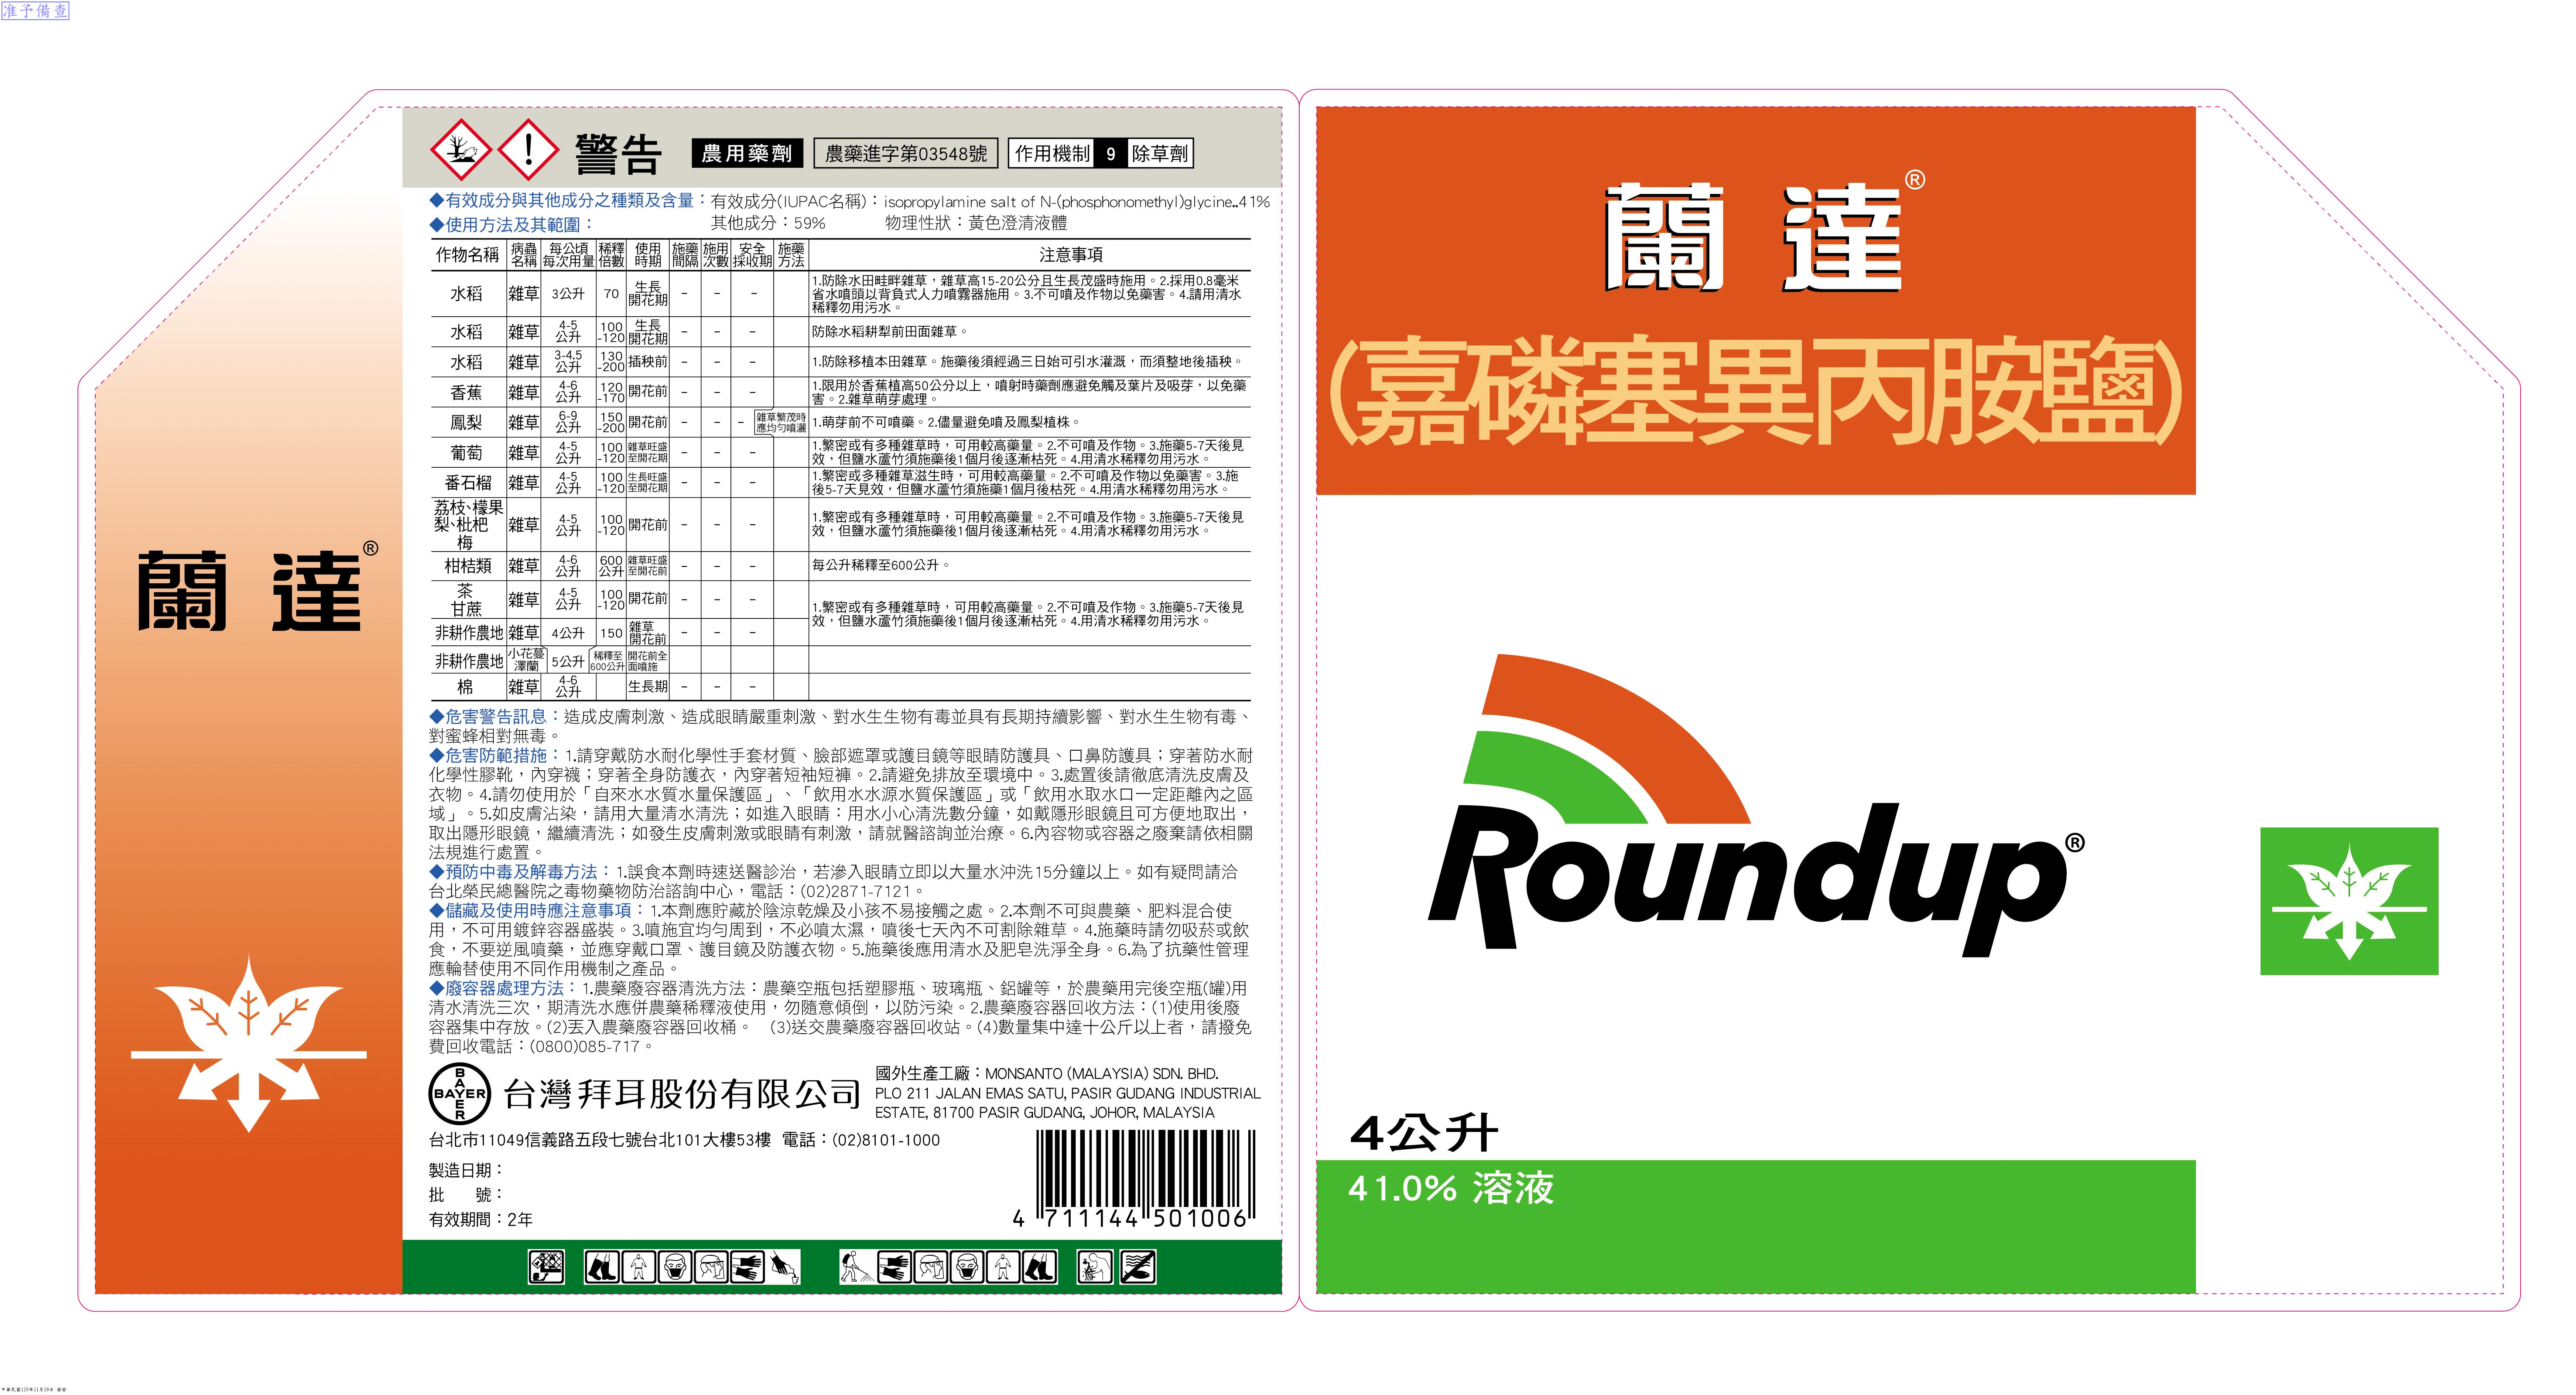 准予備查
蘭達®
警告
農用藥劑
農藥進字第03548號
作用機制 9 除草劑
◆有效成分與其他成分之種類及含量：有效成分(IUPAC名稱)：isopropylamine salt of N-(phosphonomethyl)glycine..41%
◆使用方法及其範圍： 其他成分：59% 物理性狀：黃色澄清液體
作物名稱 病蟲名稱 每公頃每次用量 稀釋倍數 使用時期 施藥間隔 施用次數 安全採收期 施藥方法 注意事項
水稻 雜草 3公升 70 生長開花期 - - - 1.防除水田畦畔雜草，雜草高15-20公分且生長茂盛時施用。2.採用0.8毫米
省水噴頭以背負式人力噴霧器施用。3.不可噴及作物以免藥害。4.請用清水
稀釋勿用污水。
水稻 雜草 4-5公升 100-120 生長開花期 - - - 防除水稻耕犁前田面雜草。
水稻 雜草 3-4.5公升 130-200 插秧前 - - - 1.防除移植本田雜草。施藥後須經過三日始可引水灌溉，而須整地後插秧。
香蕉 雜草 4-6公升 120-170 開花前 - - - 1.限用於香蕉植高50公分以上，噴射時藥劑應避免觸及葉片及吸芽，以免藥
害。2.雜草萌芽處理。
鳳梨 雜草 6-9公升 150-200 開花前 - - - 雜草繁茂時應均勻噴灑 1.萌芽前不可噴藥。2.儘量避免噴及鳳梨植株。
葡萄 雜草 4-5公升 100-120 雜草旺盛至開花期 - - - 1.繁密或有多種雜草時，可用較高藥量。2.不可噴及作物。3.施藥5-7天後見
效，但鹽水蘆竹須施藥後1個月後逐漸枯死。4.用清水稀釋勿用污水。
番石榴 雜草 4-5公升 100-120 生長旺盛至開花期 - - - 1.繁密或多種雜草滋生時，可用較高藥量。2.不可噴及作物以免藥害。3.施
後5-7天見效，但鹽水蘆竹須施藥1個月後枯死。4.用清水稀釋勿用污水。
荔枝、檬果梨、枇杷梅 雜草 4-5公升 100-120 開花前 - - - 1.繁密或有多種雜草時，可用較高藥量。2.不可噴及作物。3.施藥5-7天後見
效，但鹽水蘆竹須施藥後1個月後逐漸枯死。4.用清水稀釋勿用污水。
柑桔類 雜草 4-6公升 600公升 雜草旺盛至開花前 - - - 每公升稀釋至600公升。
茶甘蔗 雜草 4-5公升 100-120 開花前 - - - 1.繁密或有多種雜草時，可用較高藥量。2.不可噴及作物。3.施藥5-7天後見
效，但鹽水蘆竹須施藥後1個月後逐漸枯死。4.用清水稀釋勿用污水。
非耕作農地 雜草 4公升 150 雜草開花前 - - -
非耕作農地 小花蔓澤蘭 5公升 稀釋至600公升 開花前全面噴施
棉 雜草 4-6公升 生長期 - - -
◆危害警告訊息：造成皮膚刺激、造成眼睛嚴重刺激、對水生生物有毒並具有長期持續影響、對水生生物有毒、
對蜜蜂相對無毒。
◆危害防範措施：1.請穿戴防水耐化學性手套材質、臉部遮罩或護目鏡等眼睛防護具、口鼻防護具；穿著防水耐
化學性膠靴，內穿襪；穿著全身防護衣，內穿著短袖短褲。2.請避免排放至環境中。3.處置後請徹底清洗皮膚及
衣物。4.請勿使用於「自來水水質水量保護區」、「飲用水水源水質保護區」或「飲用水取水口一定距離內之區
域」。5.如皮膚沾染，請用大量清水清洗；如進入眼睛：用水小心清洗數分鐘，如戴隱形眼鏡且可方便地取出，
取出隱形眼鏡，繼續清洗；如發生皮膚刺激或眼睛有刺激，請就醫諮詢並治療。6.內容物或容器之廢棄請依相關
法規進行處置。
◆預防中毒及解毒方法：1.誤食本劑時速送醫診治，若滲入眼睛立即以大量水沖洗15分鐘以上。如有疑問請洽
台北榮民總醫院之毒物藥物防治諮詢中心，電話：(02)2871-7121。
◆儲藏及使用時應注意事項：1.本劑應貯藏於陰涼乾燥及小孩不易接觸之處。2.本劑不可與農藥、肥料混合使
用，不可用鍍鋅容器盛裝。3.噴施宜均勻周到，不必噴太濕，噴後七天內不可割除雜草。4.施藥時請勿吸菸或飲
食，不要逆風噴藥，並應穿戴口罩、護目鏡及防護衣物。5.施藥後應用清水及肥皂洗淨全身。6.為了抗藥性管理
應輪替使用不同作用機制之產品。
◆廢容器處理方法：1.農藥廢容器清洗方法：農藥空瓶包括塑膠瓶、玻璃瓶、鋁罐等，於農藥用完後空瓶(罐)用
清水清洗三次，期清洗水應併農藥稀釋液使用，勿隨意傾倒，以防污染。2.農藥廢容器回收方法：(1)使用後廢
容器集中存放。(2)丟入農藥廢容器回收桶。 (3)送交農藥廢容器回收站。(4)數量集中達十公斤以上者，請撥免
費回收電話：(0800)085-717。
BAYER
BAYER
台灣拜耳股份有限公司
國外生產工廠：MONSANTO (MALAYSIA) SDN. BHD.
PLO 211 JALAN EMAS SATU, PASIR GUDANG INDUSTRIAL
ESTATE, 81700 PASIR GUDANG, JOHOR, MALAYSIA
台北市11049信義路五段七號台北101大樓53樓 電話：(02)8101-1000
製造日期：
批 號：
有效期間：2年
4 711144 501006
蘭達®
(嘉磷塞異丙胺鹽)
Roundup®
4公升
41.0% 溶液
中華民國110年11月18日